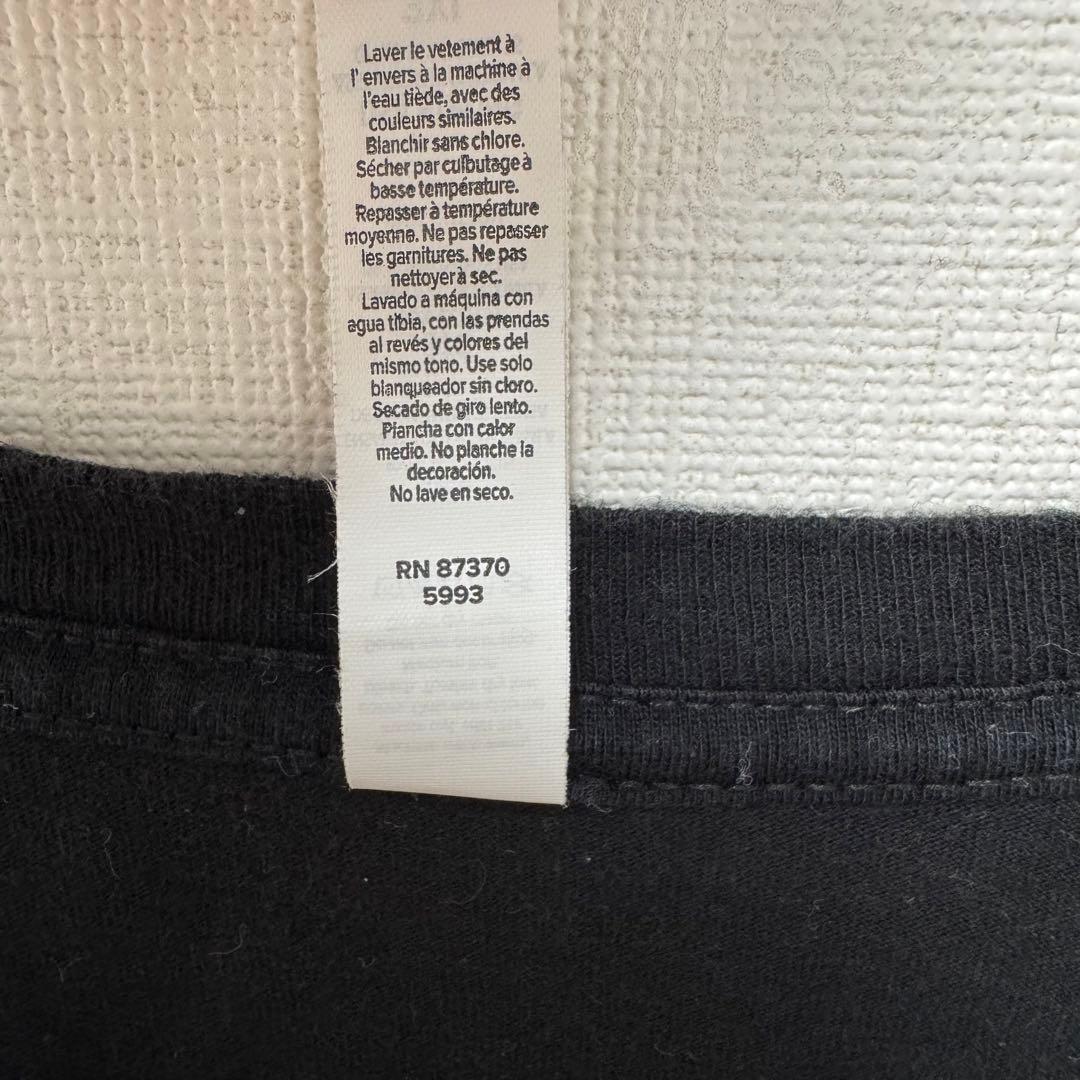 Laver le vetement à
l'envers à la machine à
l'eau tiède, avec des
couleurs similaires.
Blanchir sans chlore.
Sécher par culbutage à
basse température.
Repasser à température
moyenne. Ne pas repasser
les garnitures. Ne pas
nettoyer à sec.
Lavado a máquina con
agua tibia, con las prendas
al revés y colores del
mismo tono. Use solo
blanqueador sin cloro.
Secado de giro lento.
Plancha con calor
medio. No planche la
decoración.
No lave en seco.
RN 87370
5993